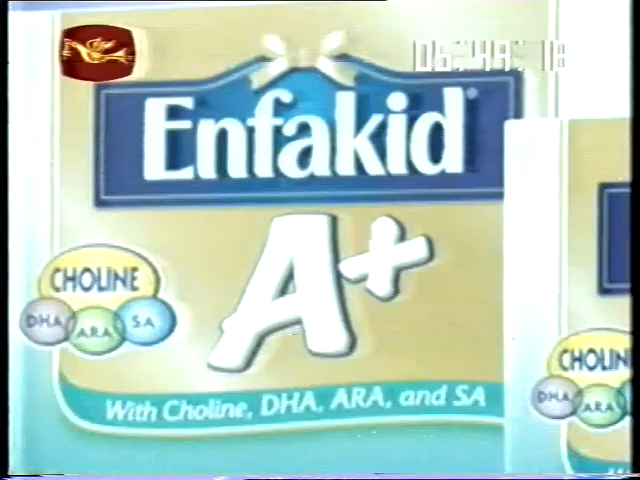 Enfakid
A+
CHOLINE
DHA ARA SA
With Choline, DHA, ARA, and SA
CHOLIN
DHA ARA